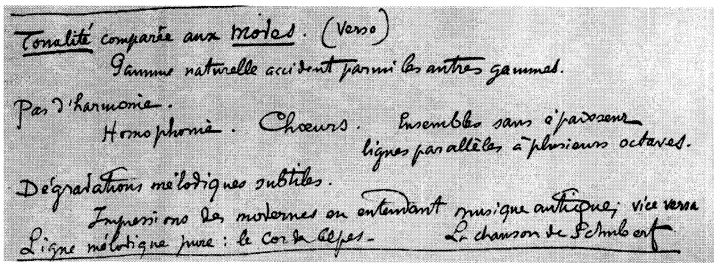 Tonalité comparée aux modes. (Verso)
Gamme naturelle accident parmi les autres gammes.
Pas d'harmonie.
Homophonie. Chœurs. Ensembles sans épaisseur
lignes parallèles à plusieurs octaves.
Dégradations mélodiques subtiles.
Impressions des modernes en entendant musique antique; vice versa
Ligne mélodique pure : le Cor des Alpes. La chanson de Schubert